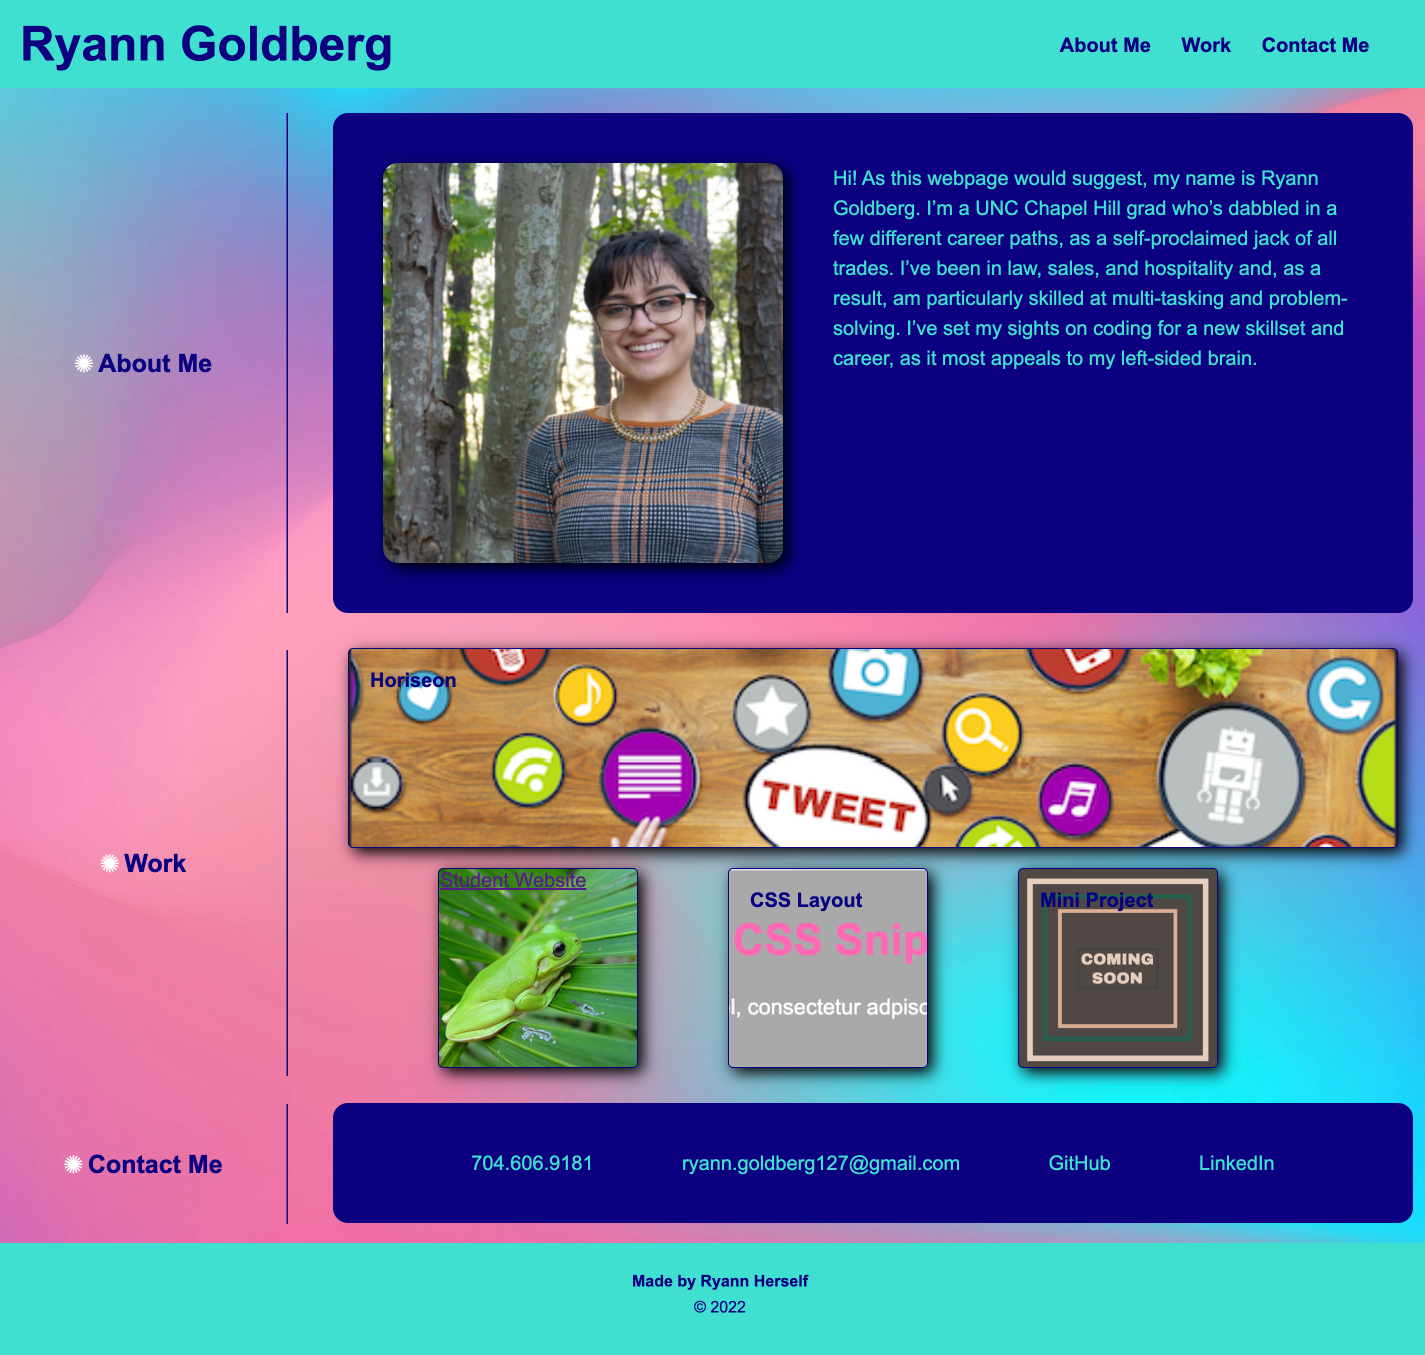 Ryann Goldberg
About Me Work Contact Me
✺ About Me
Hi! As this webpage would suggest, my name is Ryann
Goldberg. I’m a UNC Chapel Hill grad who’s dabbled in a
few different career paths, as a self-proclaimed jack of all
trades. I’ve been in law, sales, and hospitality and, as a
result, am particularly skilled at multi-tasking and problem-
solving. I’ve set my sights on coding for a new skillset and
career, as it most appeals to my left-sided brain.
✺ Work
Horiseon
TWEET
Student Website
CSS Layout
CSS Snip
l, consectetur adpisc
Mini Project
COMING
SOON
✺ Contact Me
704.606.9181 ryann.goldberg127@gmail.com GitHub LinkedIn
Made by Ryann Herself
© 2022